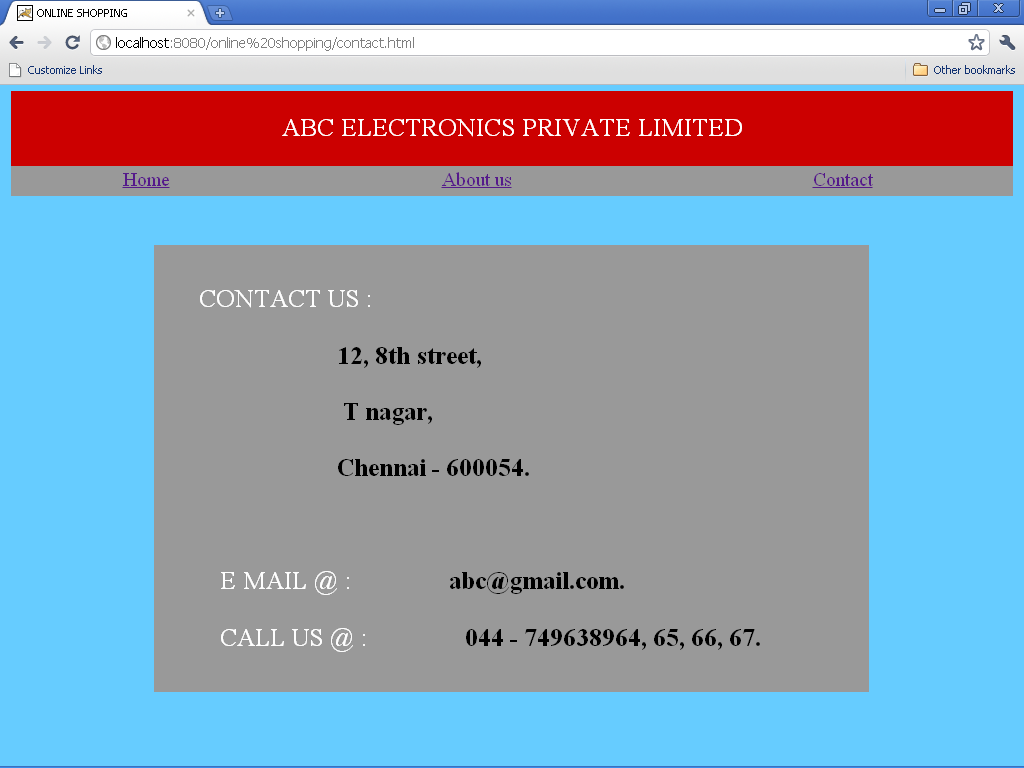 ONLINE SHOPPING
localhost:8080/online%20shopping/contact.html
Customize Links Other bookmarks
ABC ELECTRONICS PRIVATE LIMITED
Home About us Contact
CONTACT US :
12, 8th street,
T nagar,
Chennai - 600054.
E MAIL @ : abc@gmail.com.
CALL US @ : 044 - 749638964, 65, 66, 67.